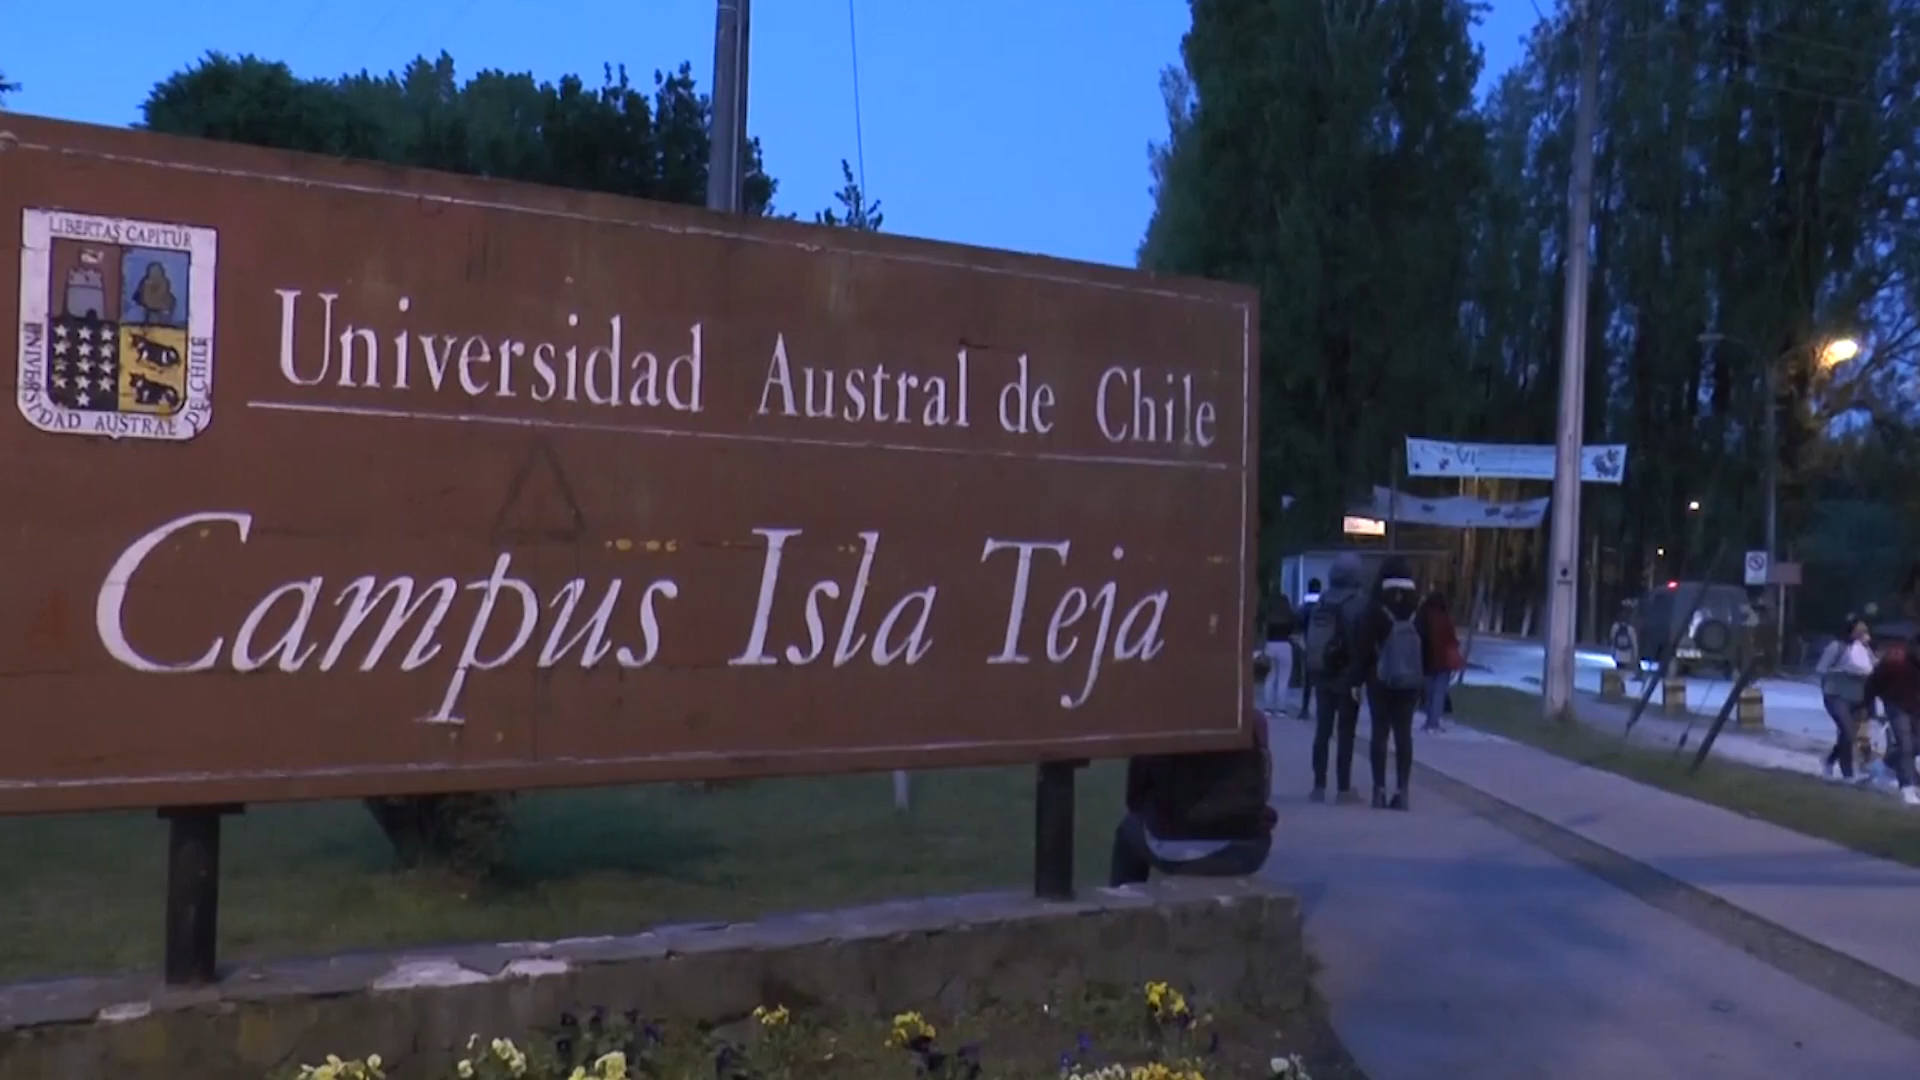 LIBERTAS CAPITUR
UNIVERSIDAD AUSTRAL DE CHILE
Universidad Austral de Chile
Campus Isla Teja